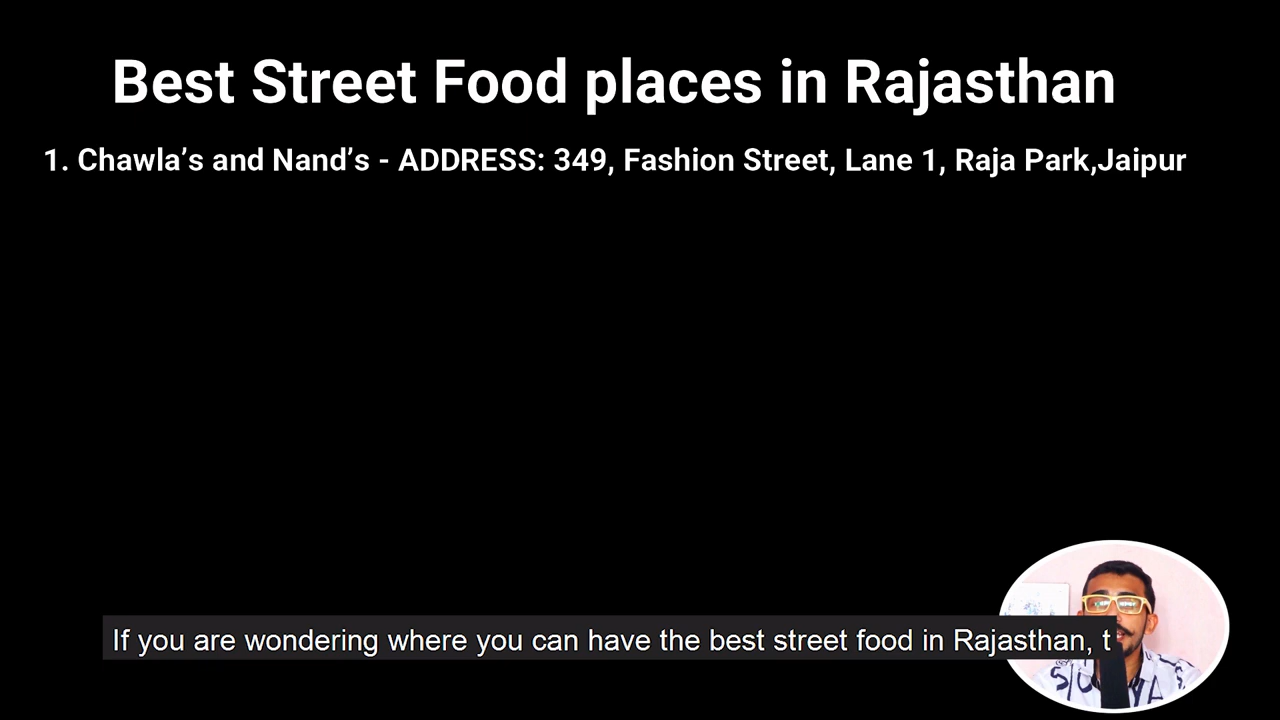 Best Street Food places in Rajasthan
1. Chawla’s and Nand’s - ADDRESS: 349, Fashion Street, Lane 1, Raja Park,Jaipur
If you are wondering where you can have the best street food in Rajasthan, t